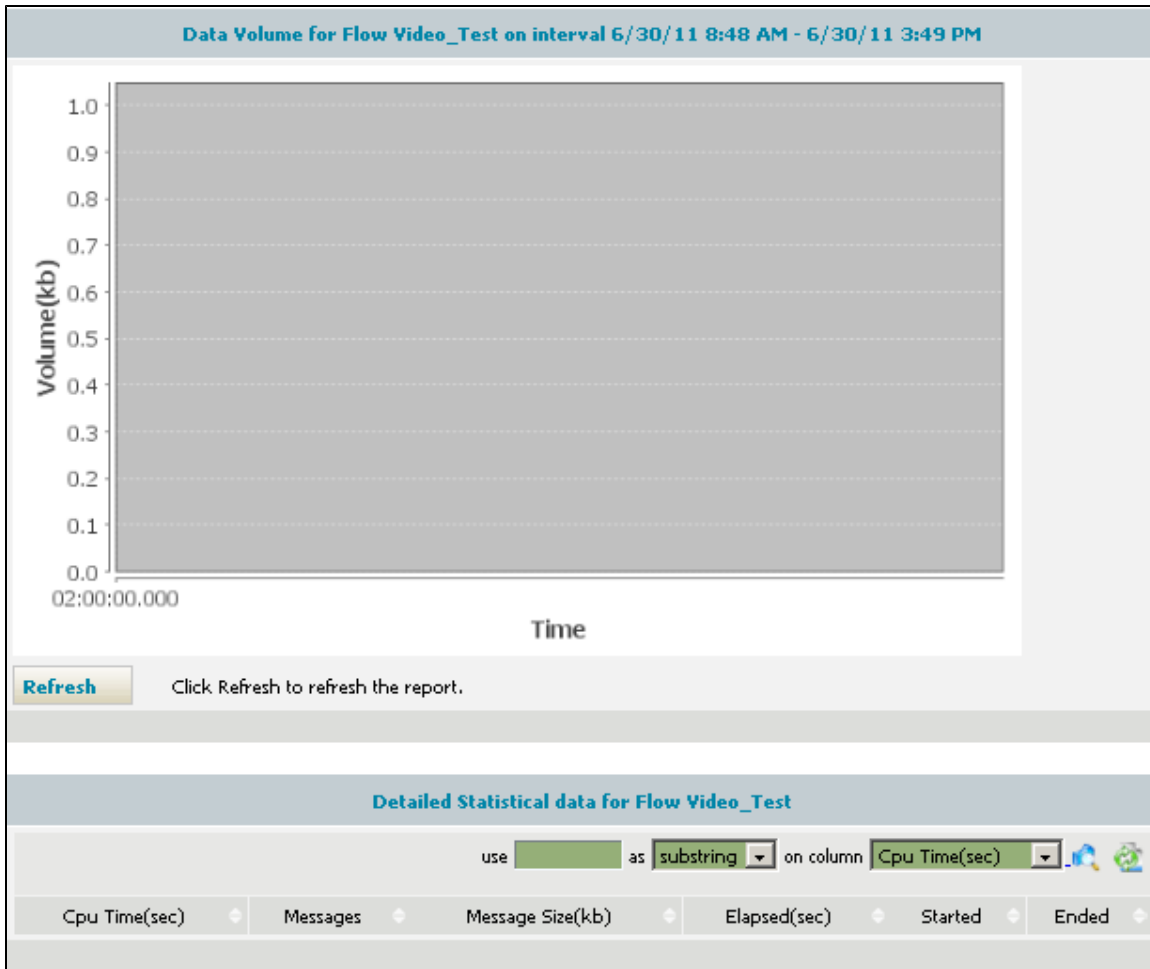 Data Volume for Flow Video_Test on interval 6/30/11 8:48 AM - 6/30/11 3:49 PM
1.0
0.9
0.8
0.7
0.6
0.5
0.4
0.3
0.2
0.1
0.0
Volume(kb)
02:00:00.000
Time
Refresh Click Refresh to refresh the report.
Detailed Statistical data for Flow Video_Test
use as substring on column Cpu Time(sec)
Cpu Time(sec) Messages Message Size(kb) Elapsed(sec) Started Ended